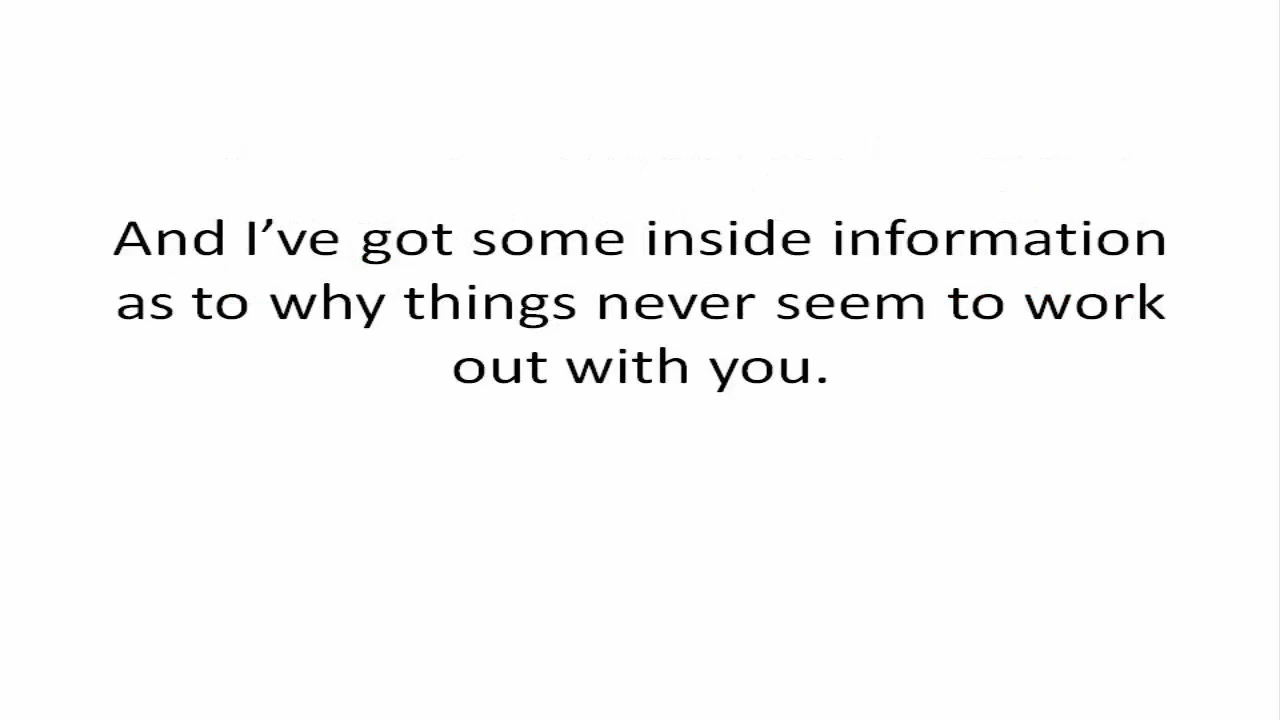 And I’ve got some inside information
as to why things never seem to work
out with you.